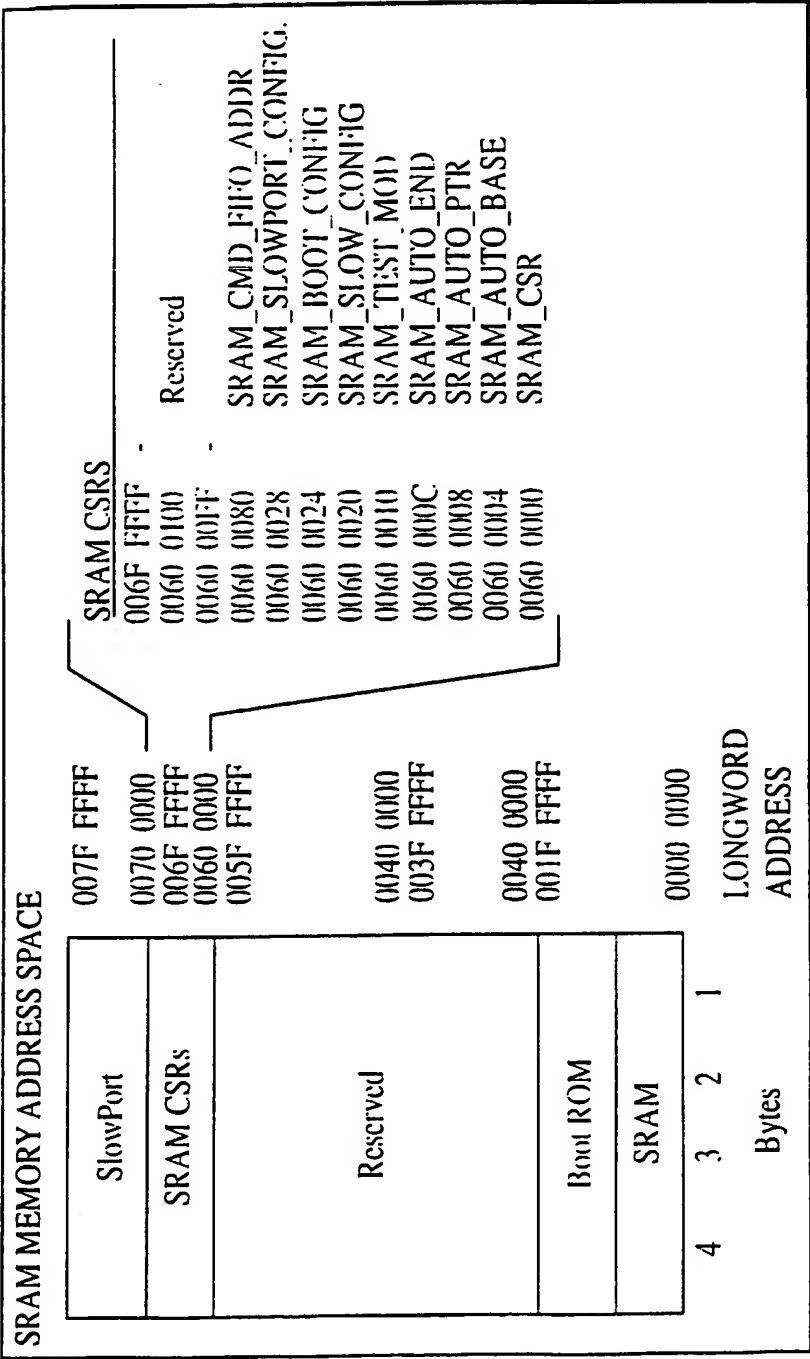 SRAM MEMORY ADDRESS SPACE
SlowPort
SRAM CSRs
Reserved
Boot ROM
SRAM
4 3 2 1
Bytes
007F FFFF
0070 0000
006F FFFF
0060 0000
005F FFFF
0040 0000
003F FFFF
0040 0000
001F FFFF
0000 0000
LONGWORD
ADDRESS
SRAM CSRS
006F FFFF -
0060 0100 Reserved
0060 00FF -
0060 0080 SRAM_CMD_FIFO_ADDR
0060 0028 SRAM_SLOWPORT_CONFIG.
0060 0024 SRAM_BOOT_CONFIG
0060 0020 SRAM_SLOW_CONFIG
0060 0010 SRAM_TEST_MOD
0060 000C SRAM_AUTO_END
0060 0008 SRAM_AUTO_PTR
0060 0004 SRAM_AUTO_BASE
0060 0000 SRAM_CSR